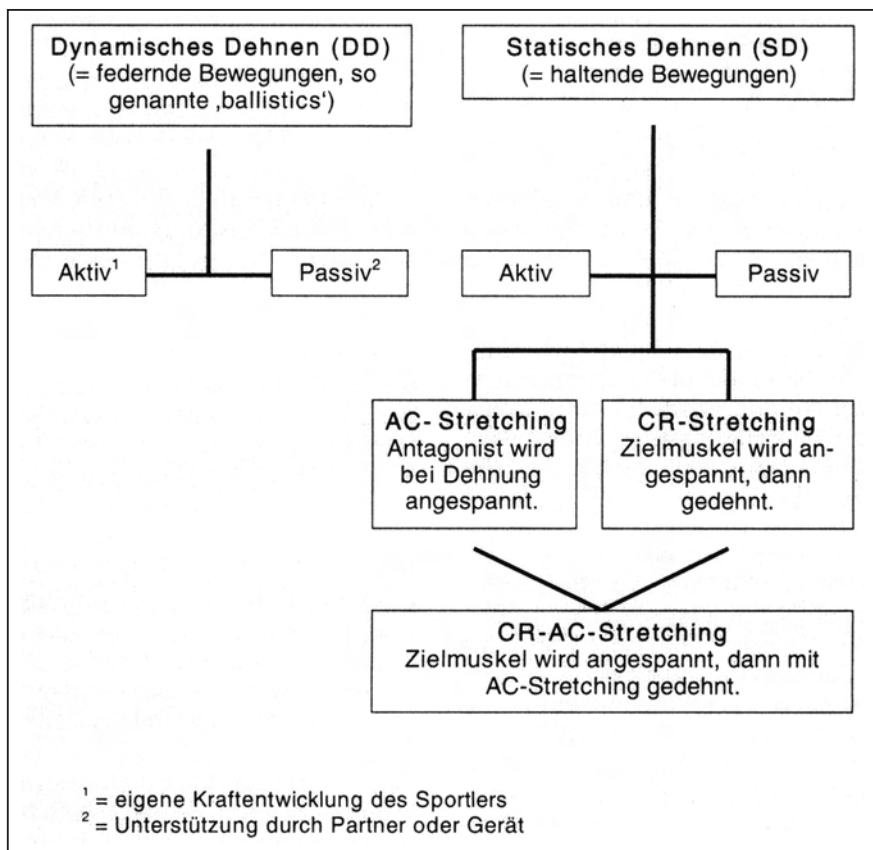 Dynamisches Dehnen (DD)
(= federnde Bewegungen, so
genannte ‚ballistics‘)
Statisches Dehnen (SD)
(= haltende Bewegungen)
Aktiv¹
Passiv²
Aktiv
Passiv
AC-Stretching
Antagonist wird
bei Dehnung
angespannt.
CR-Stretching
Zielmuskel wird an-
gespannt, dann
gedehnt.
CR-AC-Stretching
Zielmuskel wird angespannt, dann mit
AC-Stretching gedehnt.
¹ = eigene Kraftentwicklung des Sportlers
² = Unterstützung durch Partner oder Gerät